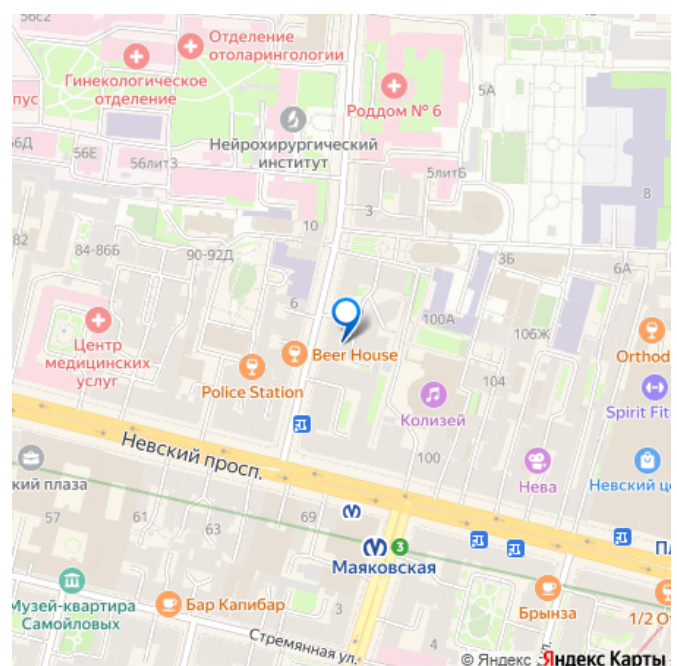 56с2
Отделение
отоларингологии
Гинекологическое
отделение
пус
Роддом № 6
5А
Нейрохирургический
институт
56Д
56Е
56лит3
5литБ
8
3
10
82
84-86Б
90-92Д
3Б
6А
6
100А
106Ж
Центр
медицинских
услуг
Beer House
Police Station
Orthod
104
Колизей
Spirit Fit
Невский просп.
100
кий плаза
Нева
Невский це
57
61
63
69
Маяковская
3
Пл
Музей-квартира
Самойловых
Бар Капибар
3
Брынза
1/2 О
Стремянная ул.
4
ул.
© Яндекс Яндекс Карты